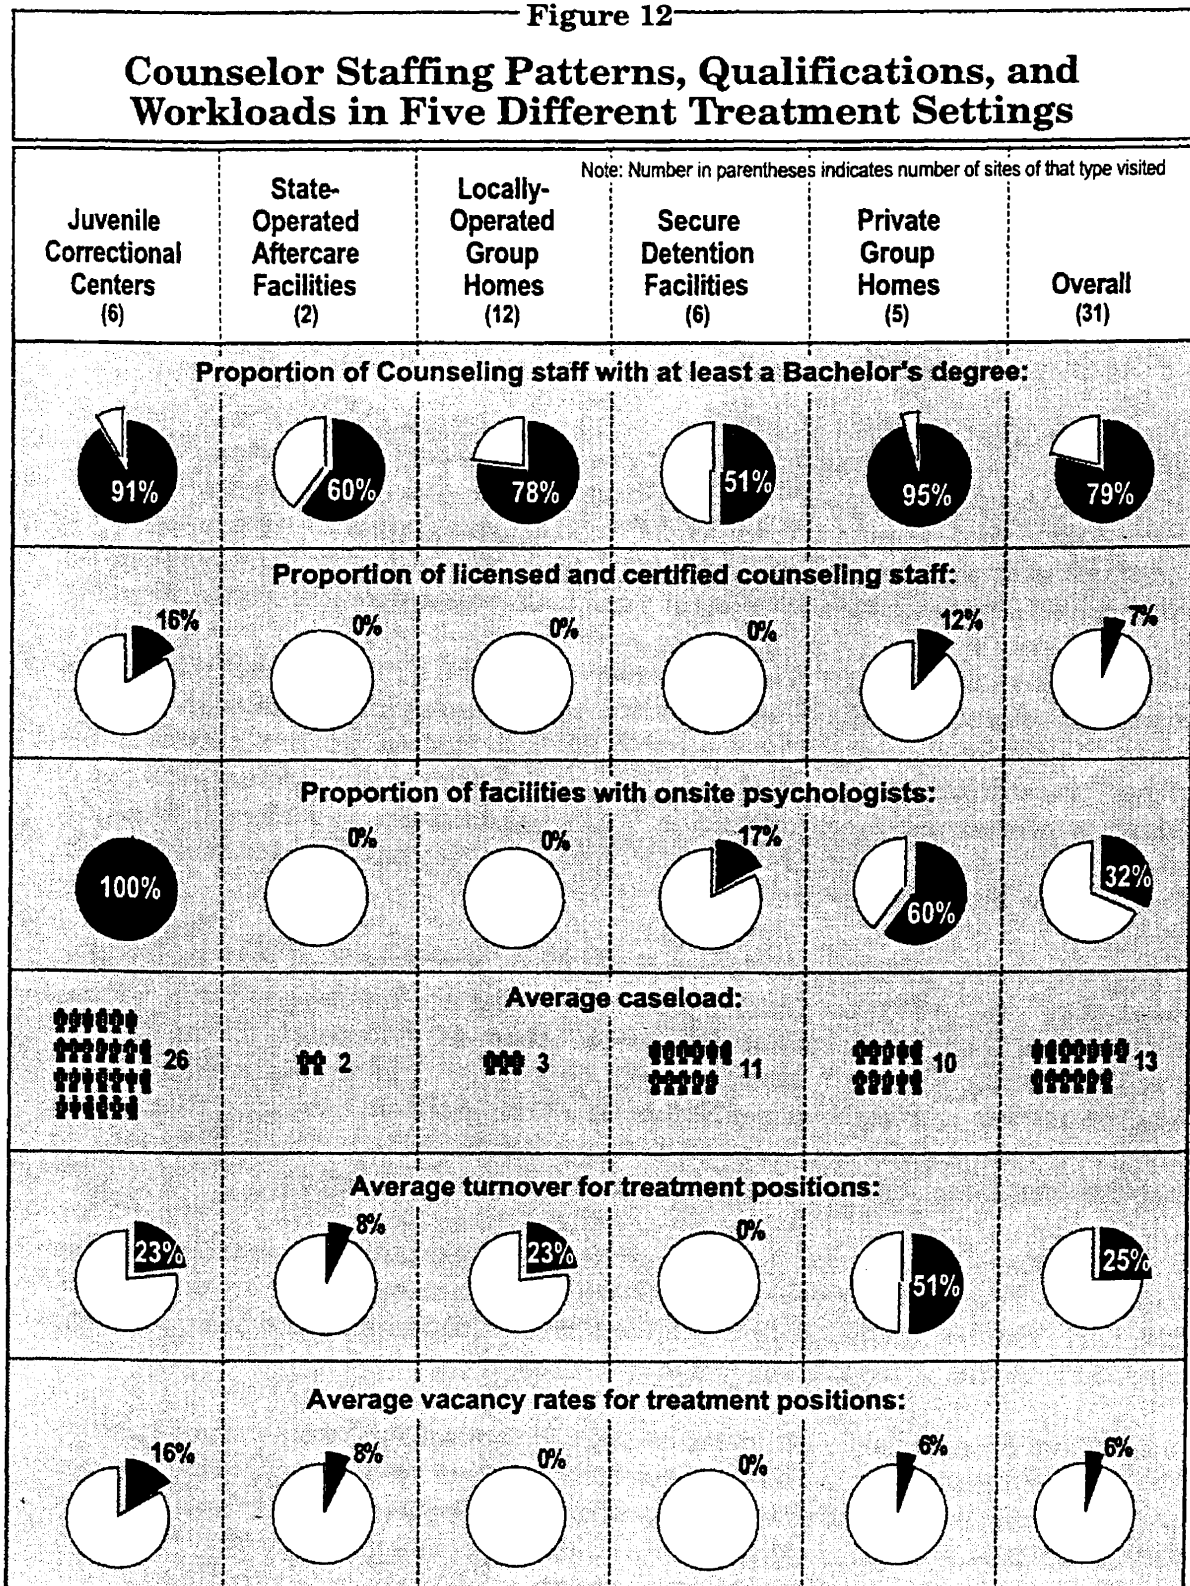 Figure 12
Counselor Staffing Patterns, Qualifications, and
Workloads in Five Different Treatment Settings
Note: Number in parentheses indicates number of sites of that type visited
Juvenile
Correctional
Centers
(6)
State-
Operated
Aftercare
Facilities
(2)
Locally-
Operated
Group
Homes
(12)
Secure
Detention
Facilities
(6)
Private
Group
Homes
(5)
Overall
(31)
Proportion of Counseling staff with at least a Bachelor's degree:
91%
60%
78%
51%
95%
79%
Proportion of licensed and certified counseling staff:
16%
0%
0%
0%
12%
7%
Proportion of facilities with onsite psychologists:
100%
0%
0%
17%
60%
32%
Average caseload:
26
2
3
11
10
13
Average turnover for treatment positions:
23%
8%
23%
0%
51%
25%
Average vacancy rates for treatment positions:
16%
8%
0%
0%
6%
6%